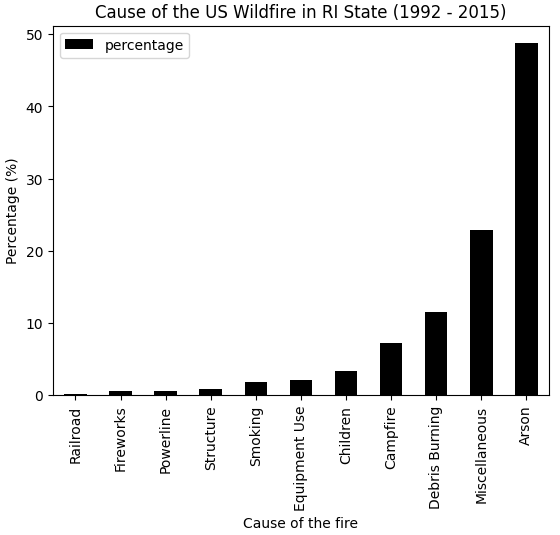 Cause of the US Wildfire in RI State (1992 - 2015)
percentage
Percentage (%)
50
40
30
20
10
0
Railroad
Fireworks
Powerline
Structure
Smoking
Equipment Use
Children
Campfire
Debris Burning
Miscellaneous
Arson
Cause of the fire